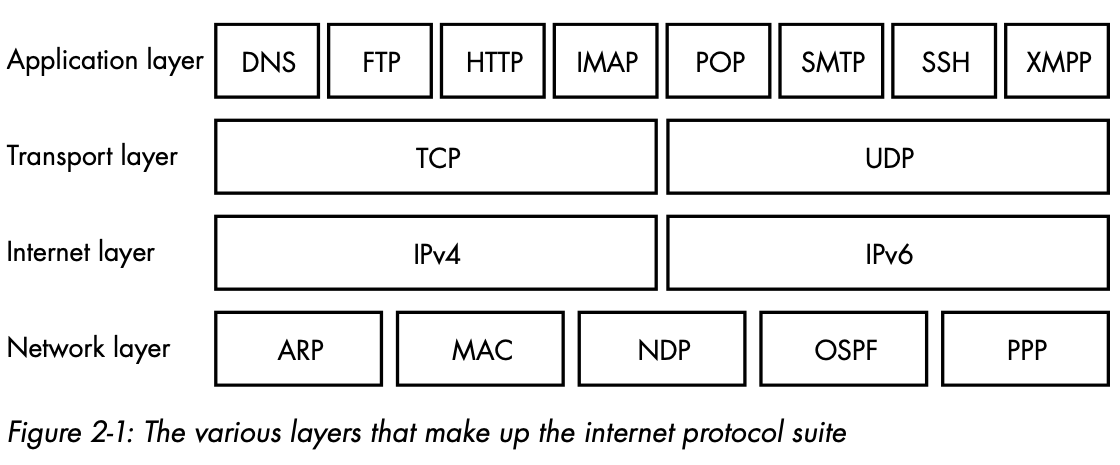 Application layer DNS FTP HTTP IMAP POP SMTP SSH XMPP
Transport layer TCP UDP
Internet layer IPv4 IPv6
Network layer ARP MAC NDP OSPF PPP
Figure 2-1: The various layers that make up the internet protocol suite